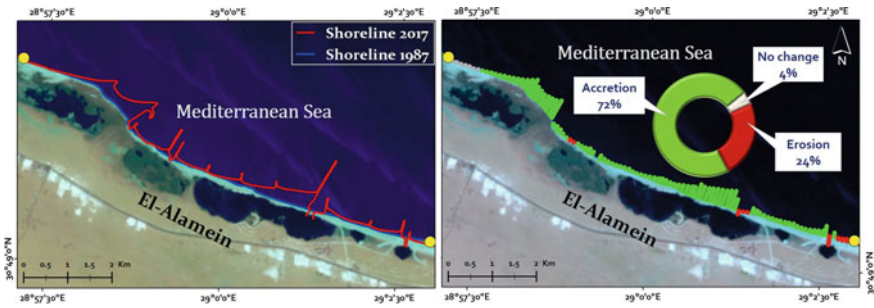 28°57'30"E
29°0'0"E
29°2'30"E
Shoreline 2017
Shoreline 1987
Mediterranean Sea
El-Alamein
30°49'0"N
0 0.5 1 1.5 2 Km
28°57'30"E
29°0'0"E
29°2'30"E
28°57'30"E
29°0'0"E
29°2'30"E
Mediterranean Sea
N
No change
4%
Accretion
72%
Erosion
24%
El-Alamein
30°49'0"N
0 0.5 1 1.5 2 Km
28°57'30"E
29°0'0"E
29°2'30"E